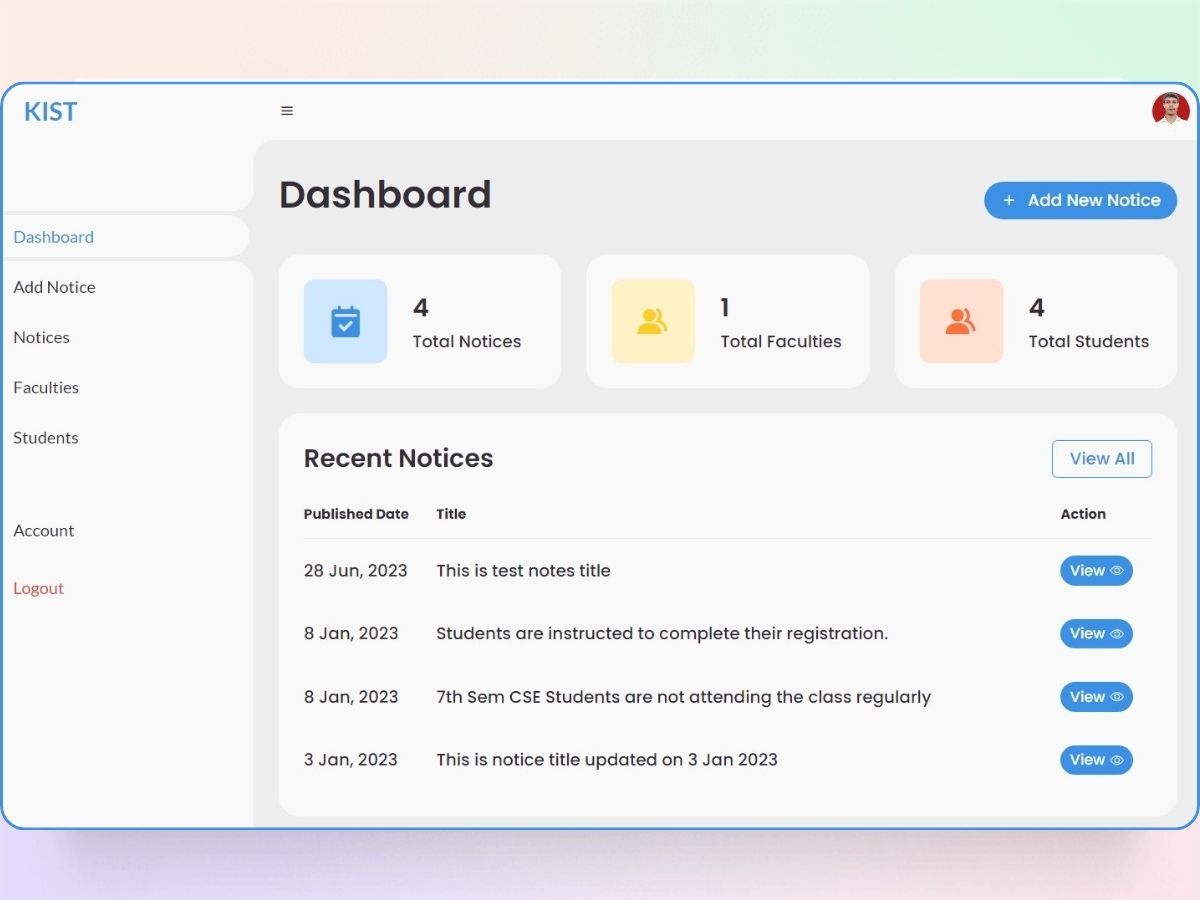 KIST
Dashboard
Add Notice
Notices
Faculties
Students
Account
Logout
Dashboard
+ Add New Notice
4
Total Notices
1
Total Faculties
4
Total Students
Recent Notices
View All
Published Date Title Action
28 Jun, 2023 This is test notes title View
8 Jan, 2023 Students are instructed to complete their registration. View
8 Jan, 2023 7th Sem CSE Students are not attending the class regularly View
3 Jan, 2023 This is notice title updated on 3 Jan 2023 View